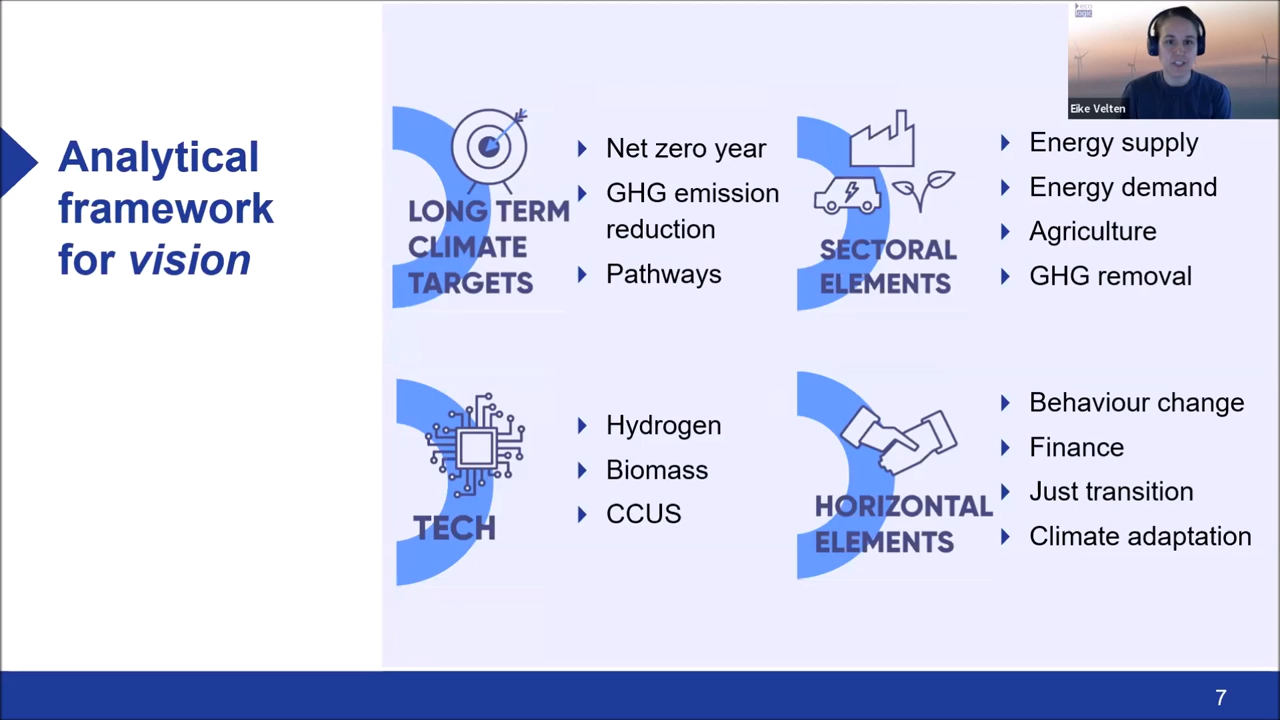 Analytical
framework
for vision
LONG TERM
CLIMATE
TARGETS
Net zero year
GHG emission
reduction
Pathways
SECTORAL
ELEMENTS
Energy supply
Energy demand
Agriculture
GHG removal
TECH
Hydrogen
Biomass
CCUS
HORIZONTAL
ELEMENTS
Behaviour change
Finance
Just transition
Climate adaptation
eco
logic
Eike Velten
7